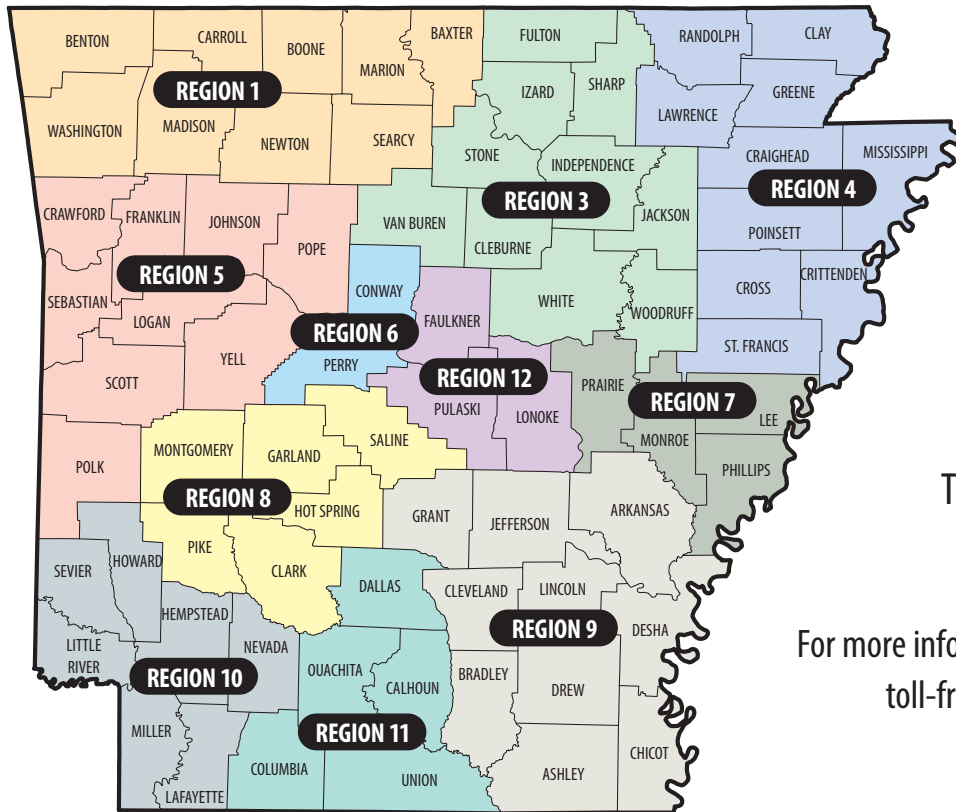 BENTON
CARROLL
BOONE
MARION
BAXTER
FULTON
RANDOLPH
CLAY
REGION 1
IZARD
SHARP
GREENE
WASHINGTON
MADISON
NEWTON
SEARCY
LAWRENCE
STONE
INDEPENDENCE
CRAIGHEAD
MISSISSIPPI
REGION 3
REGION 4
CRAWFORD
FRANKLIN
JOHNSON
POPE
VAN BUREN
CLEBURNE
JACKSON
POINSETT
REGION 5
CONWAY
WHITE
CROSS
CRITTENDEN
SEBASTIAN
LOGAN
REGION 6
FAULKNER
WOODRUFF
ST. FRANCIS
SCOTT
YELL
PERRY
REGION 12
PRAIRIE
REGION 7
LEE
PULASKI
LONOKE
MONROE
POLK
MONTGOMERY
GARLAND
SALINE
PHILLIPS
REGION 8
HOT SPRING
GRANT
JEFFERSON
ARKANSAS
T
SEVIER
HOWARD
PIKE
CLARK
DALLAS
CLEVELAND
LINCOLN
HEMPSTEAD
REGION 9
DESHA
LITTLE
RIVER
NEVADA
OUACHITA
CALHOUN
BRADLEY
DREW
For more info
REGION 10
toll-fr
MILLER
REGION 11
CHICOT
LAFAYETTE
COLUMBIA
UNION
ASHLEY